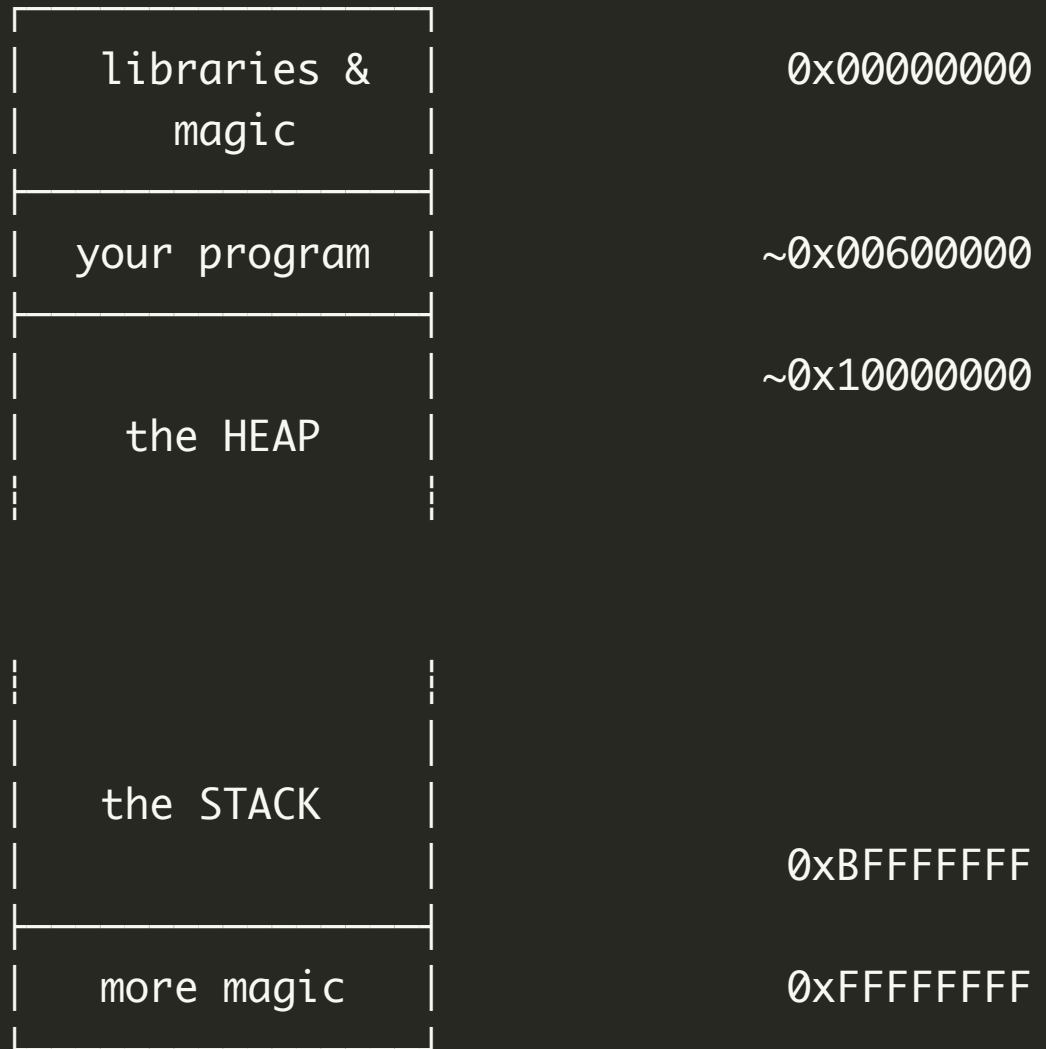 libraries & 0x00000000
magic
your program ~0x00600000
~0x10000000
the HEAP
the STACK
0xBFFFFFFF
more magic 0xFFFFFFFF